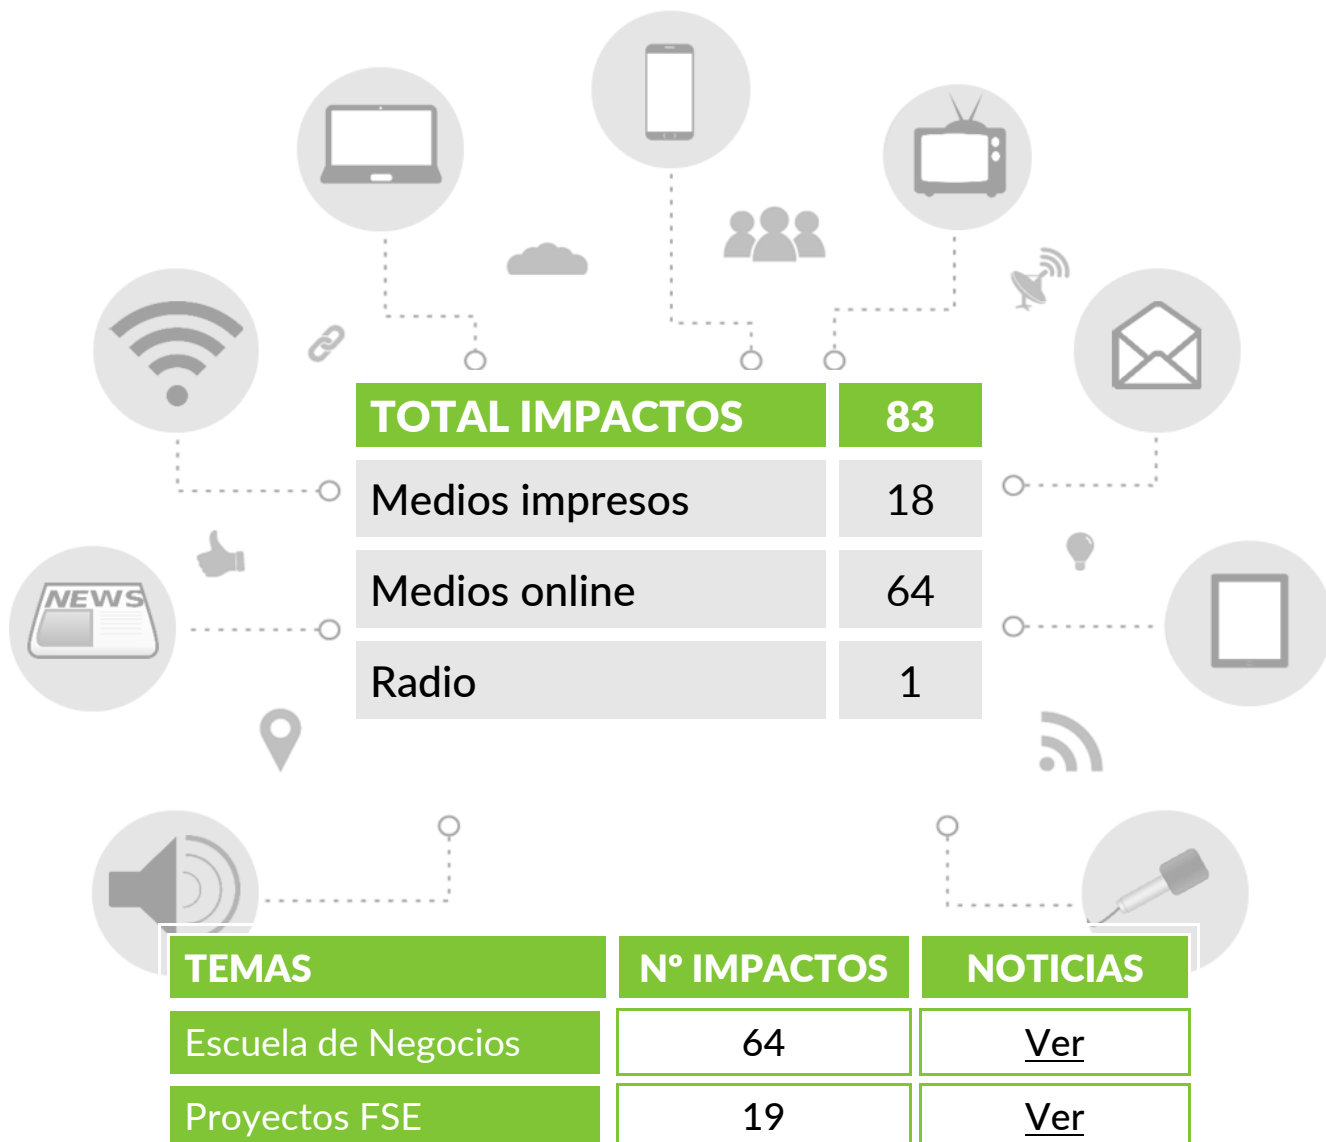 TOTAL IMPACTOS 83
Medios impresos 18
Medios online 64
Radio 1
NEWS
TEMAS Nº IMPACTOS NOTICIAS
Escuela de Negocios 64 Ver
Proyectos FSE 19 Ver